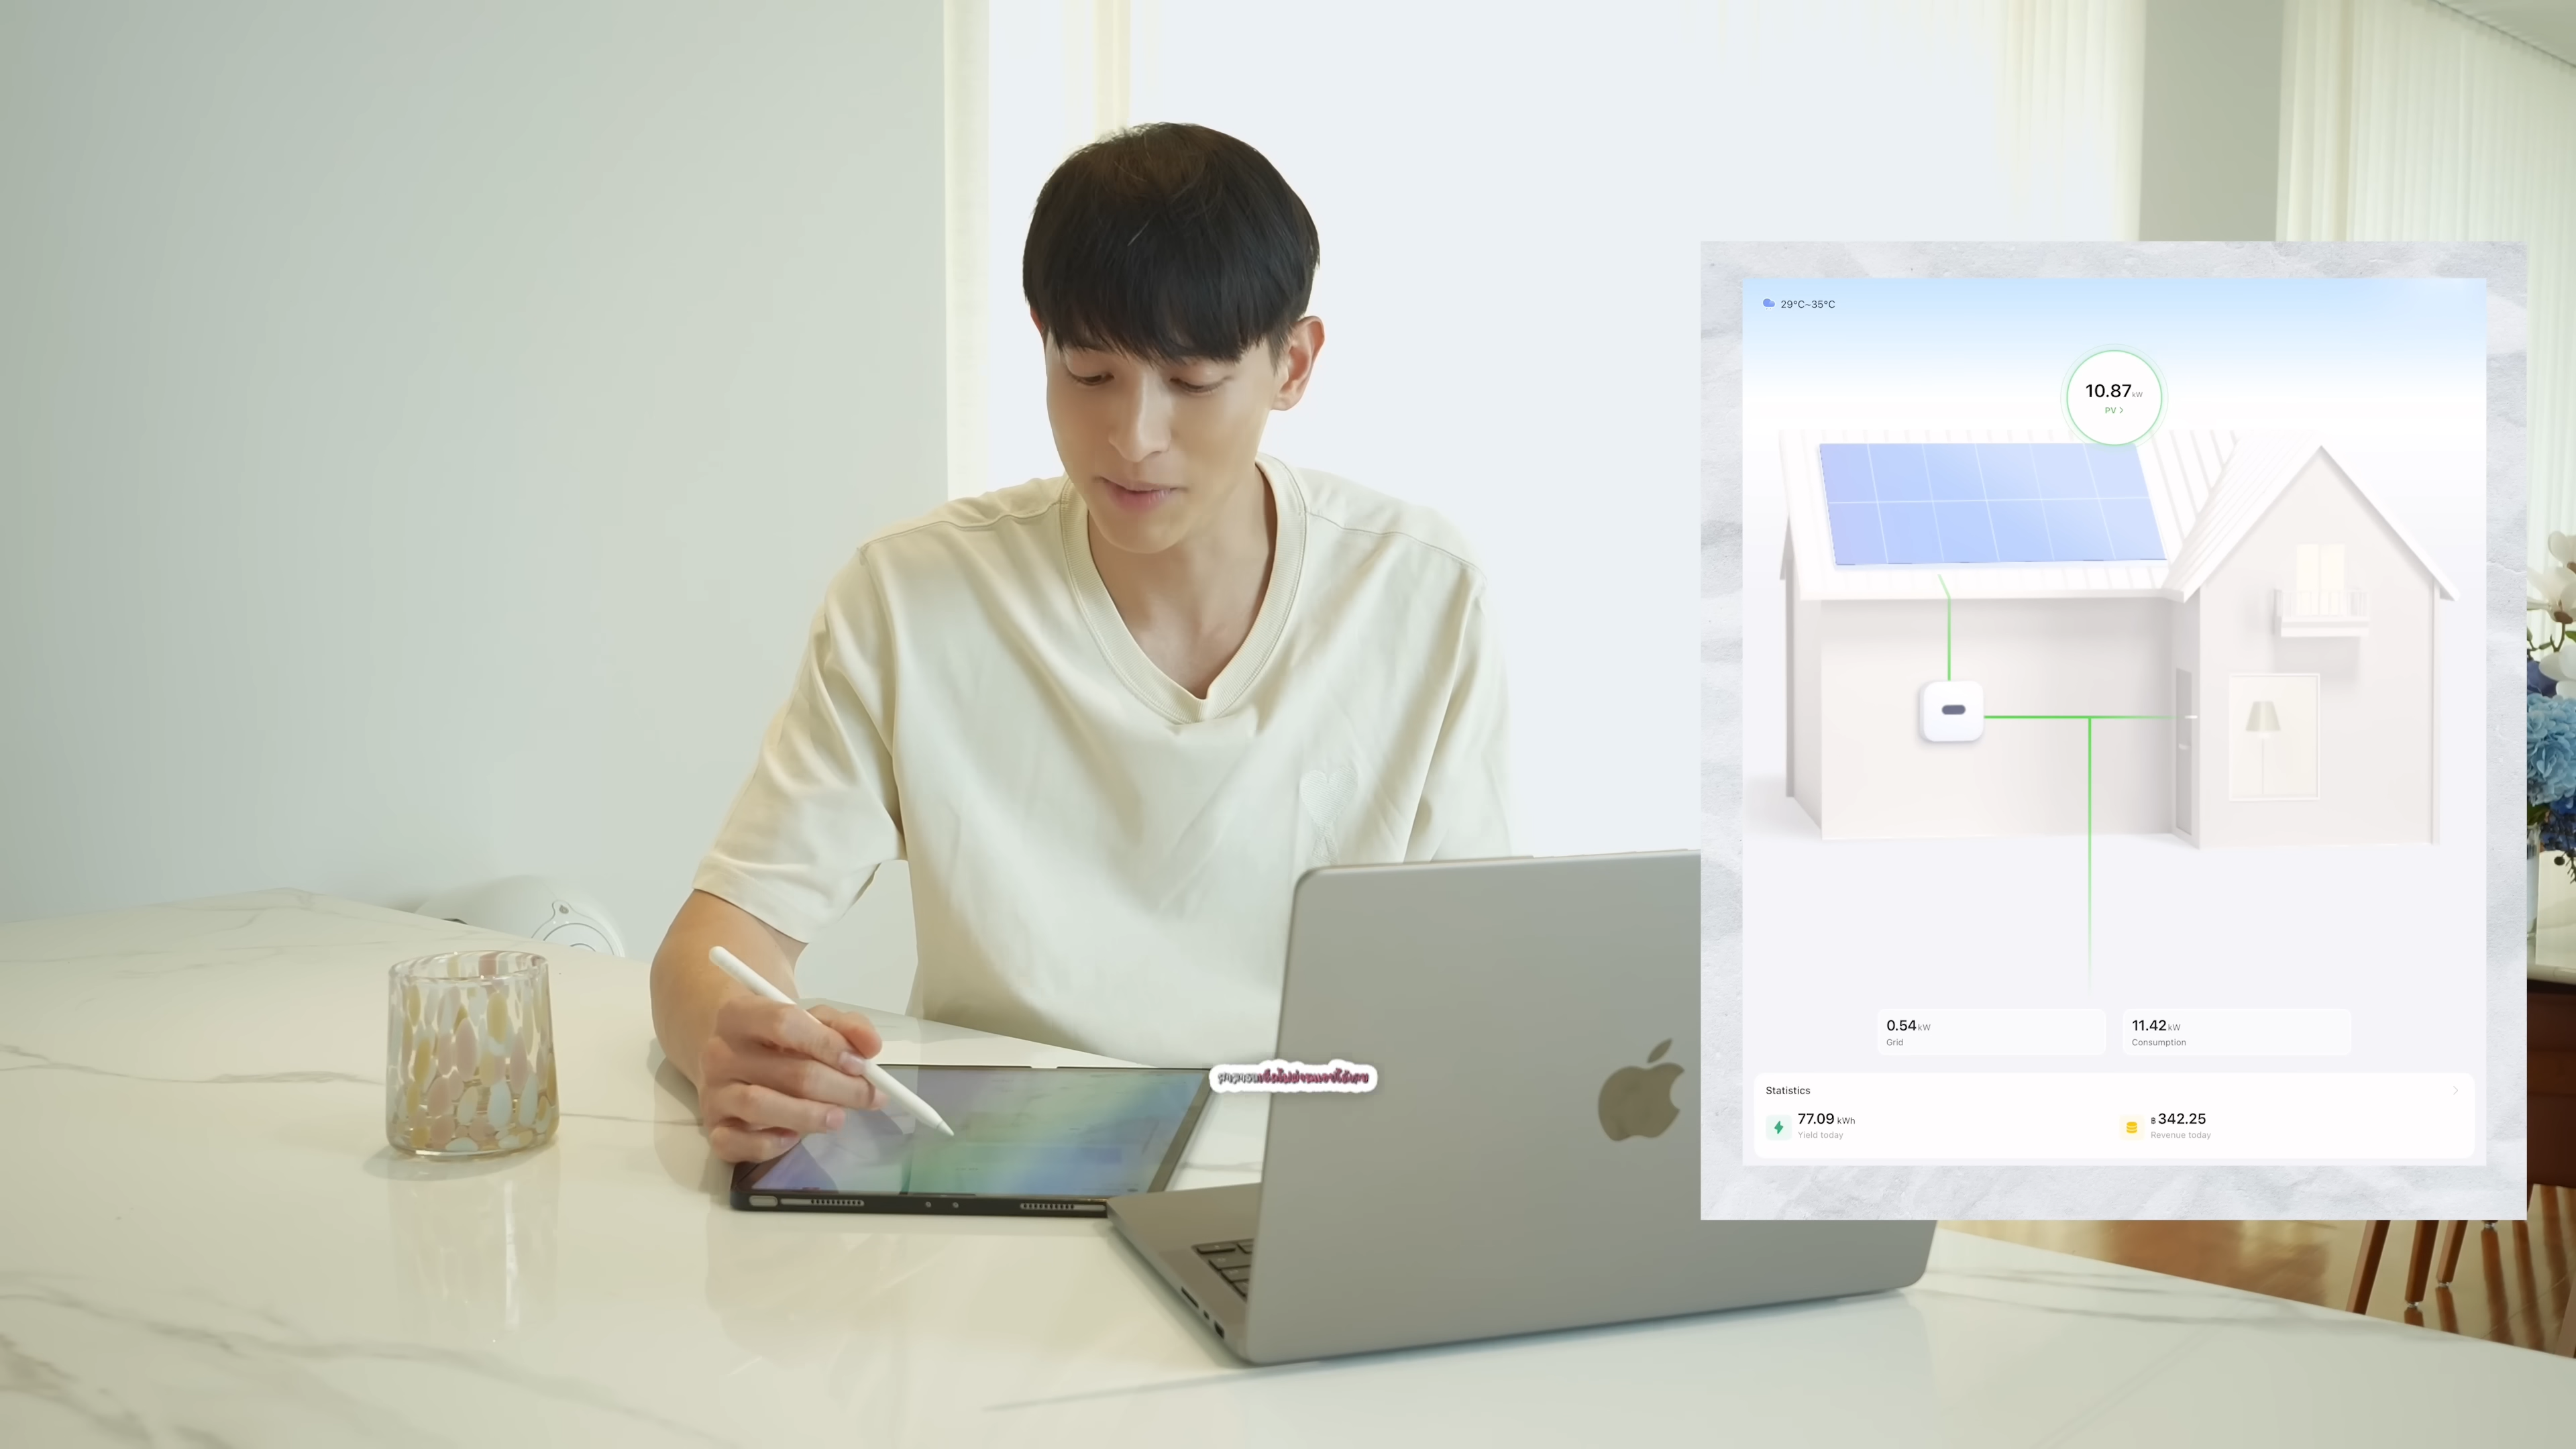 29°C~35°C
10.87 kW
PV >
0.54 kW
Grid
11.42 kW
Consumption
Statistics
77.09 kWh
Yield today
฿ 342.25
Revenue today